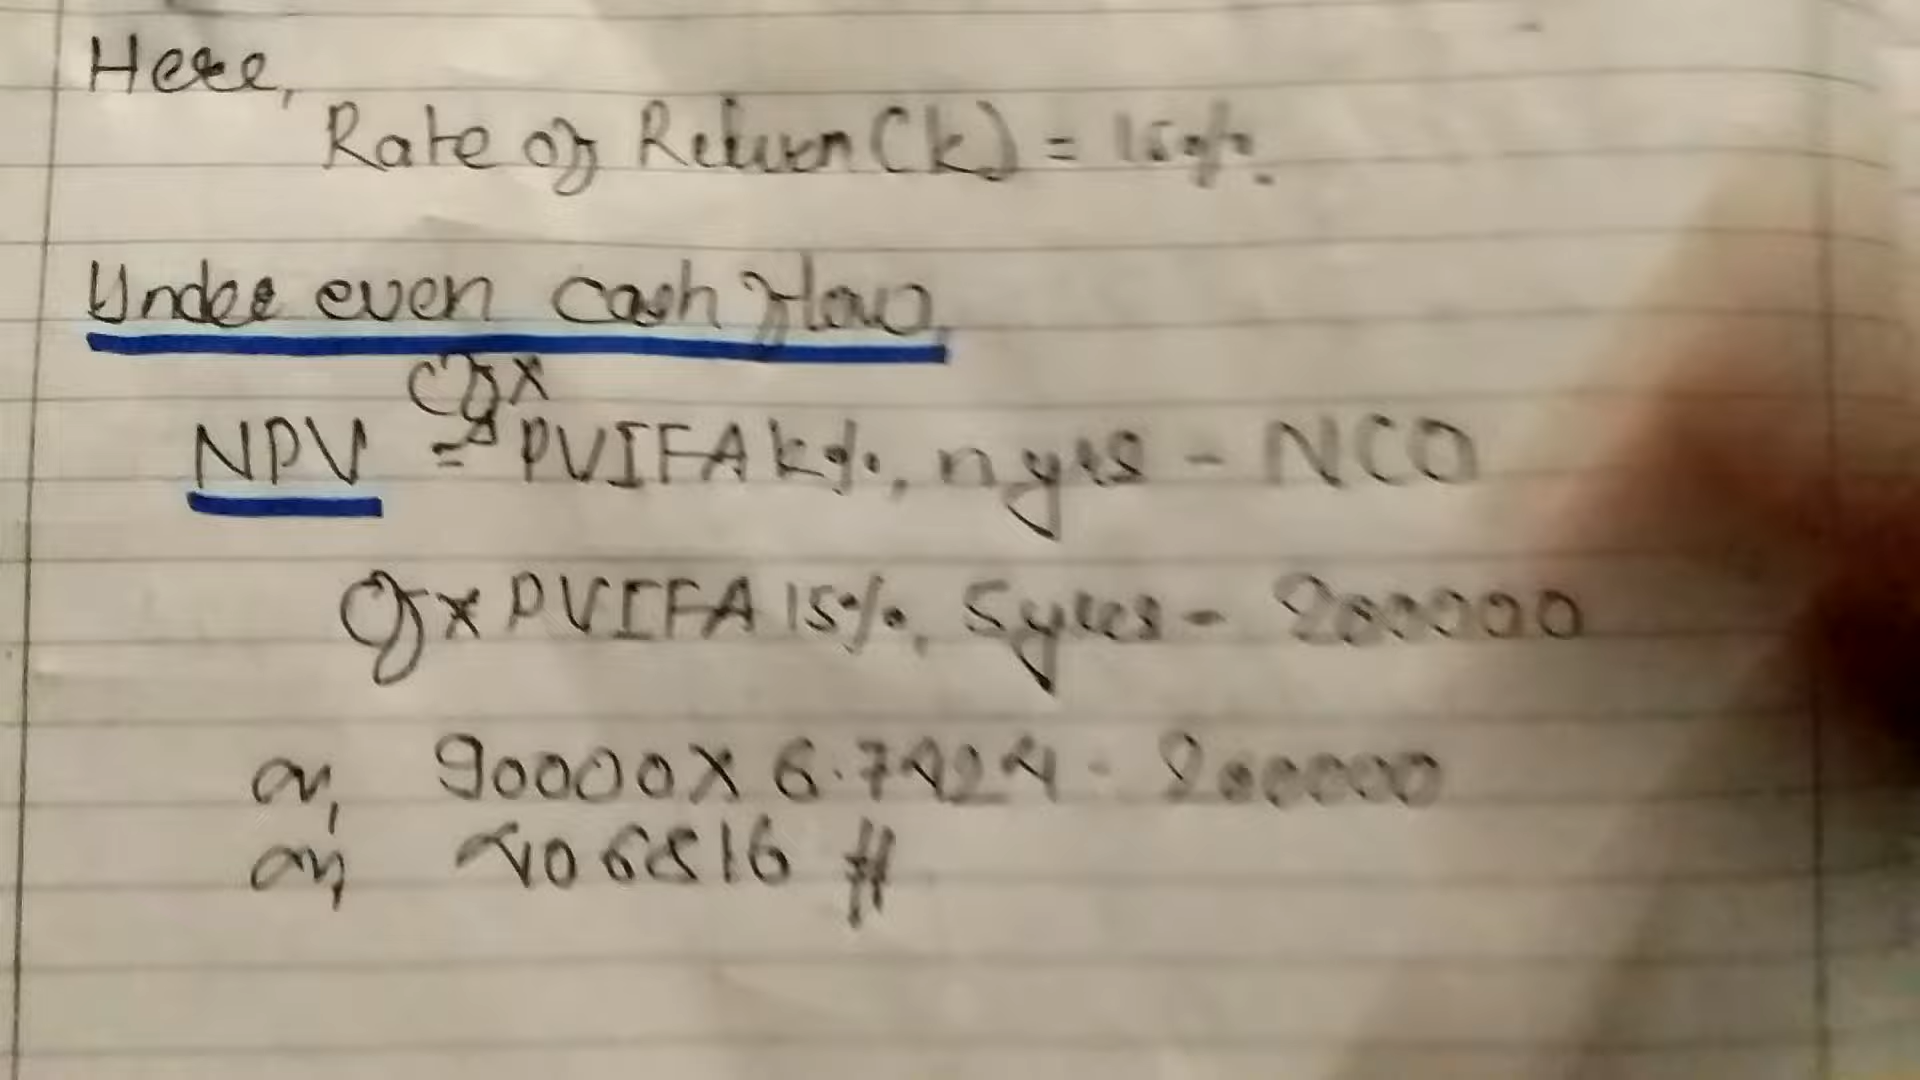 Here,
Rate of Return (k) = 15%.
Under even cash flow,
CF x
NPV = PVIFA k%, n yrs - NCO
CF x PVIFA 15%, 5 yrs - 200000
or, 90000 x 6.7424 - 200000
or, 406816 #